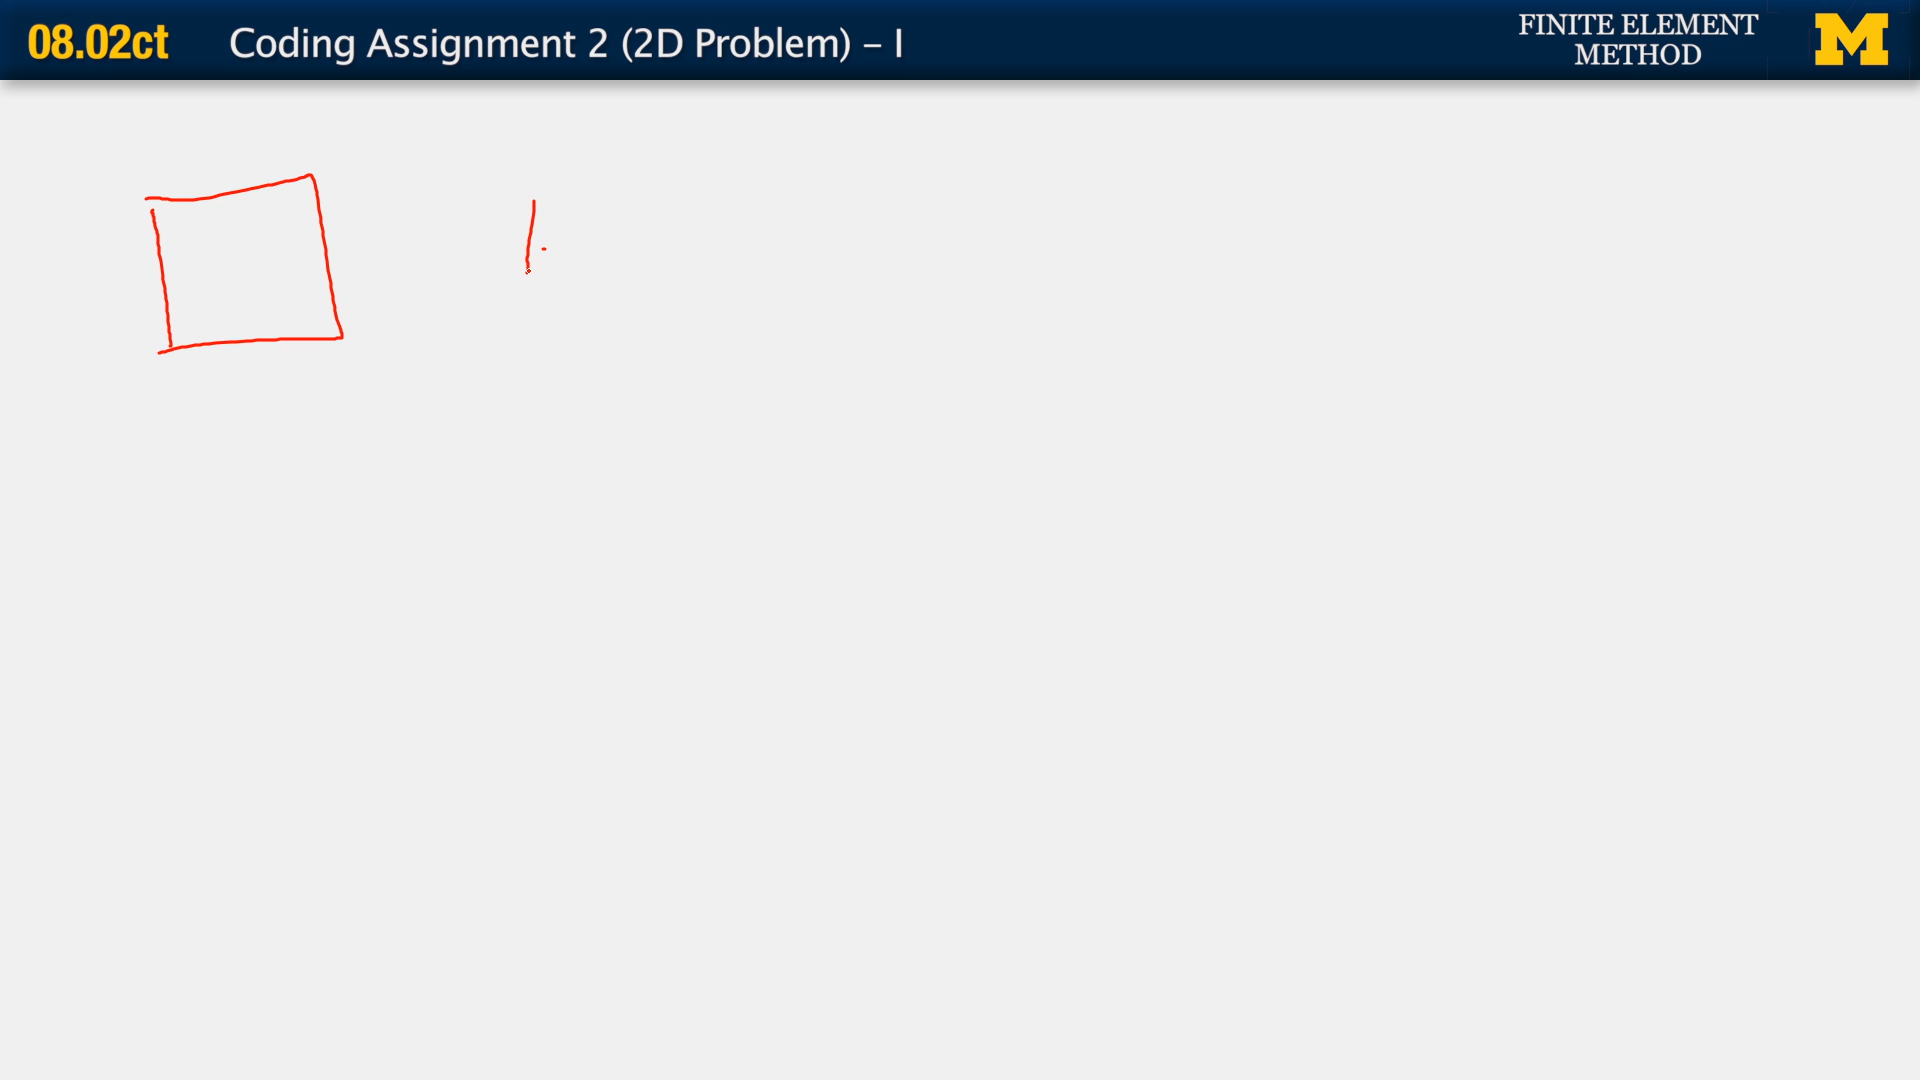 08.02ct Coding Assignment 2 (2D Problem) – I
FINITE ELEMENT
METHOD
M